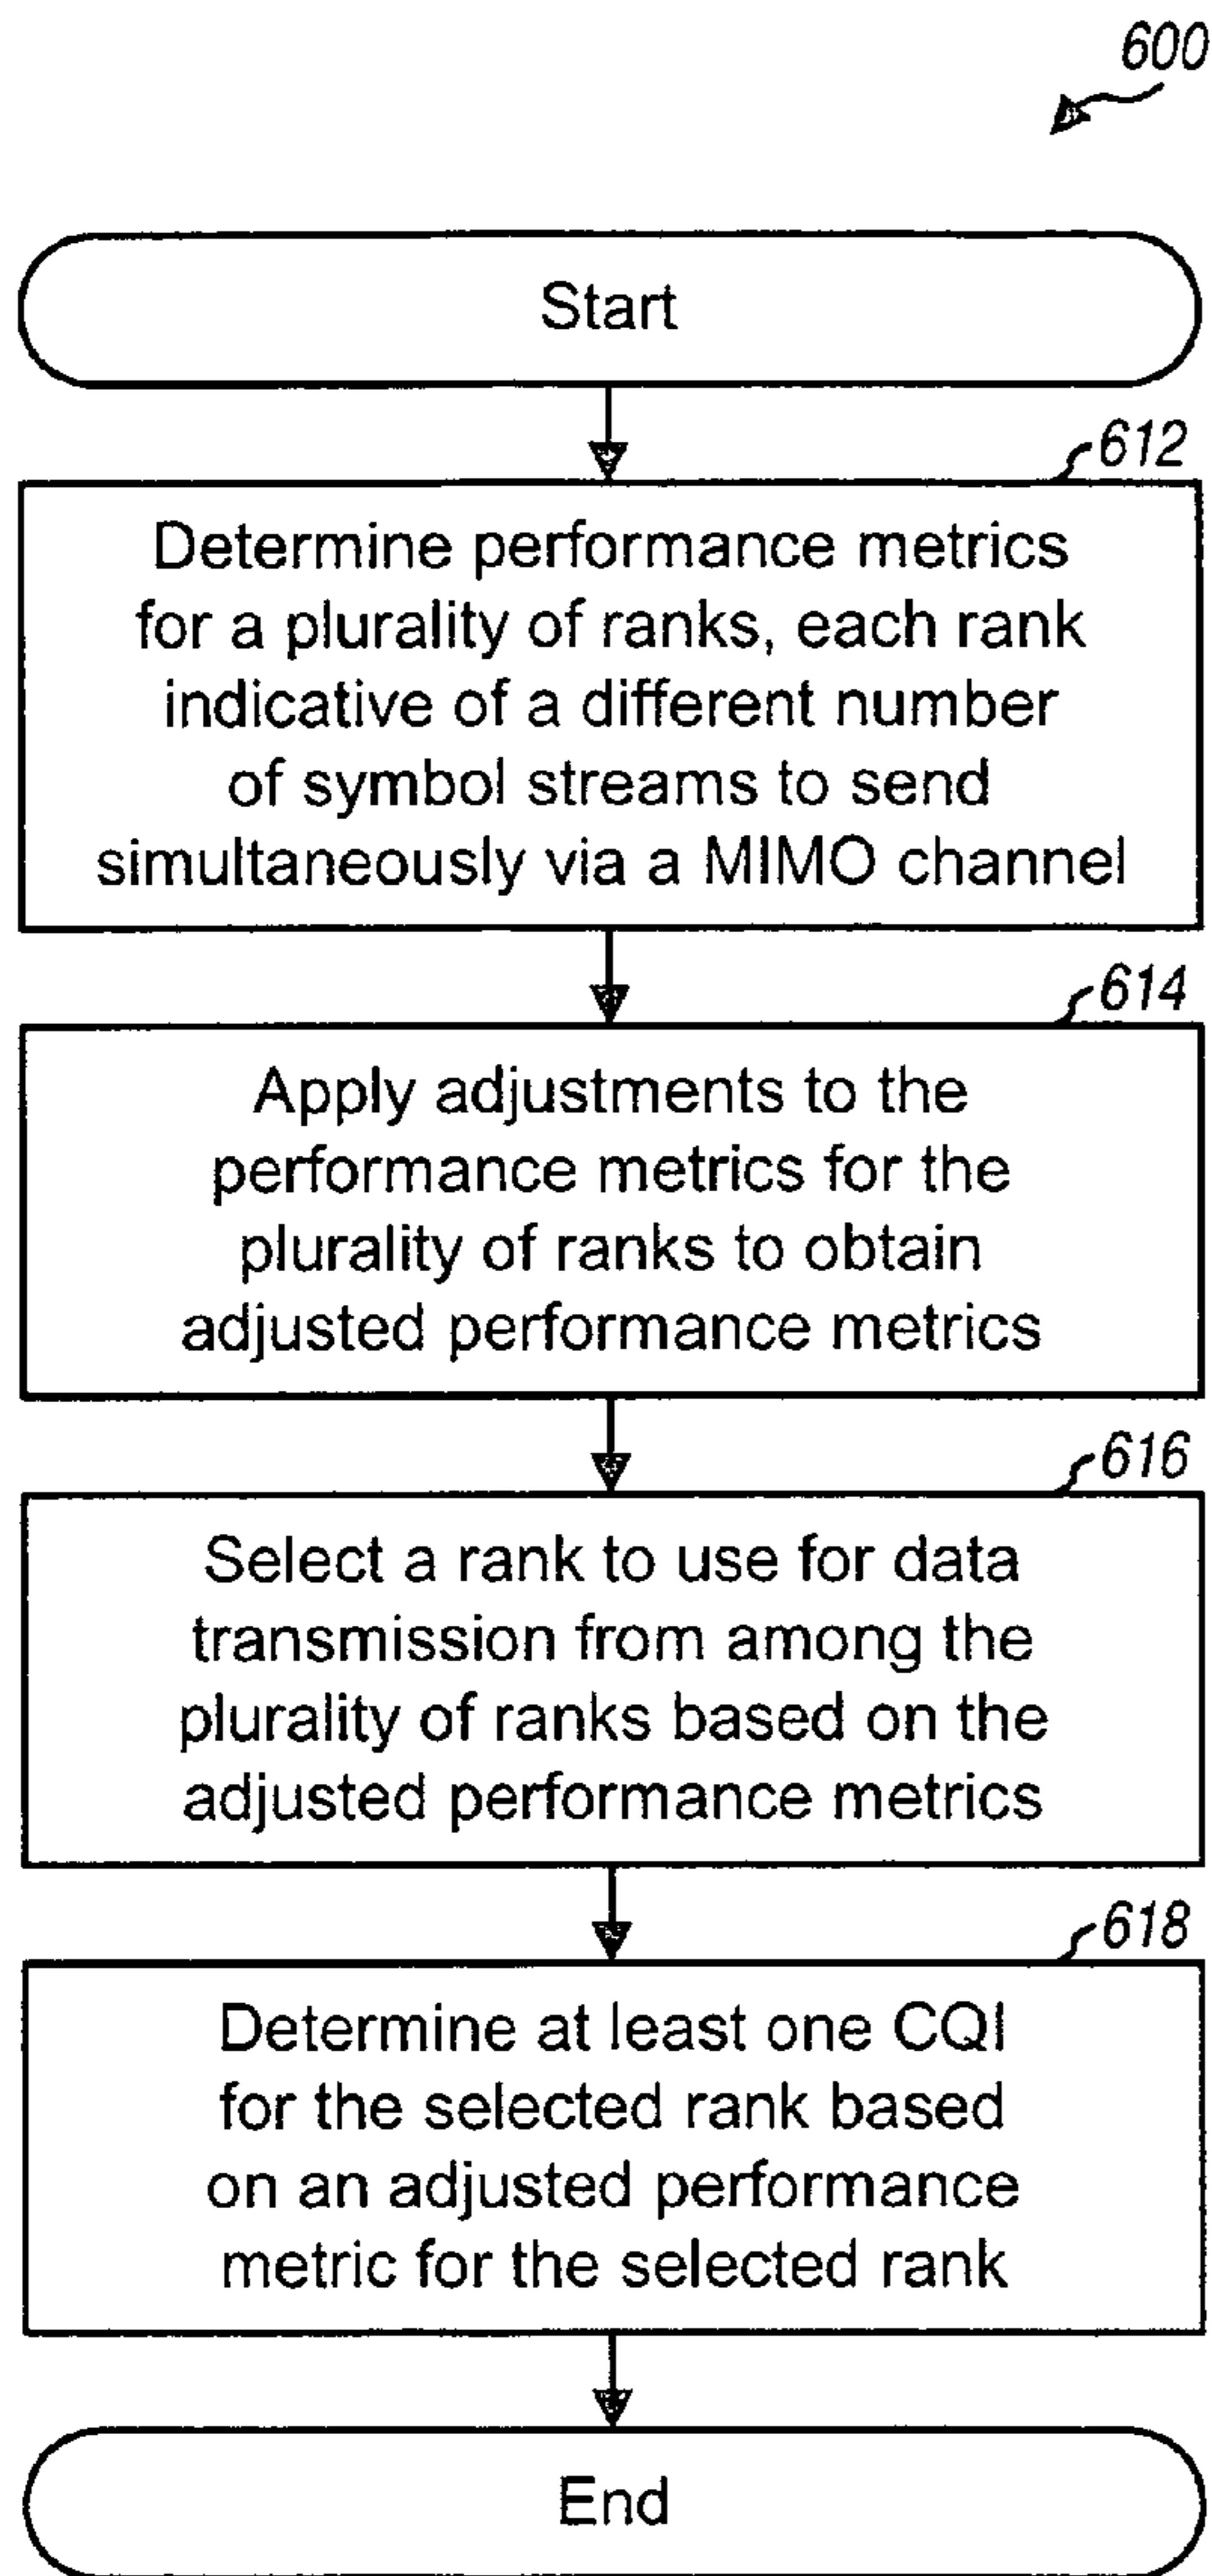 600
Start
612
Determine performance metrics
for a plurality of ranks, each rank
indicative of a different number
of symbol streams to send
simultaneously via a MIMO channel
614
Apply adjustments to the
performance metrics for the
plurality of ranks to obtain
adjusted performance metrics
616
Select a rank to use for data
transmission from among the
plurality of ranks based on the
adjusted performance metrics
618
Determine at least one CQI
for the selected rank based
on an adjusted performance
metric for the selected rank
End